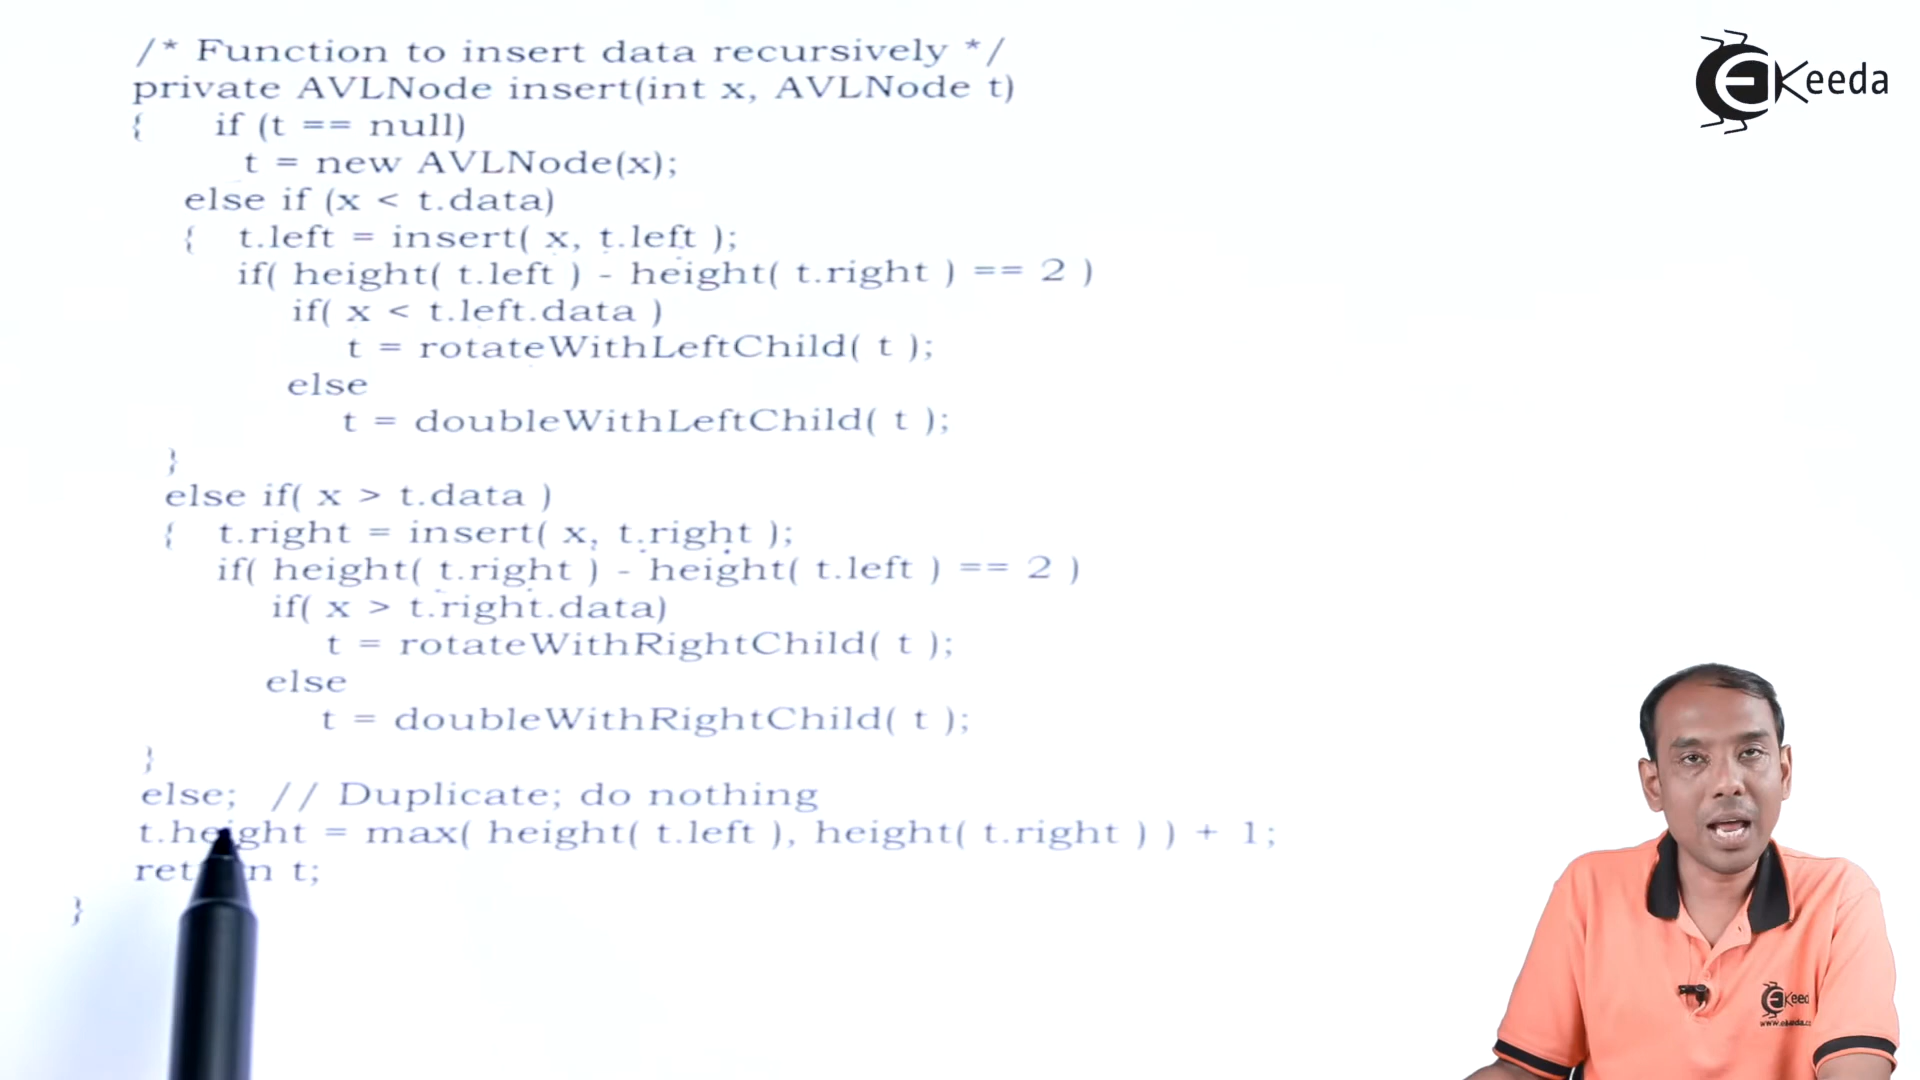 /* Function to insert data recursively */
private AVLNode insert(int x, AVLNode t)
{ if (t == null)
t = new AVLNode(x);
else if (x < t.data)
{ t.left = insert( x, t.left );
if( height( t.left ) - height( t.right ) == 2 )
if( x < t.left.data )
t = rotateWithLeftChild( t );
else
t = doubleWithLeftChild( t );
}
else if( x > t.data )
{ t.right = insert( x, t.right );
if( height( t.right ) - height( t.left ) == 2 )
if( x > t.right.data)
t = rotateWithRightChild( t );
else
t = doubleWithRightChild( t );
}
else; // Duplicate; do nothing
t.height = max( height( t.left ), height( t.right ) ) + 1;
return t;
}
EKeeda